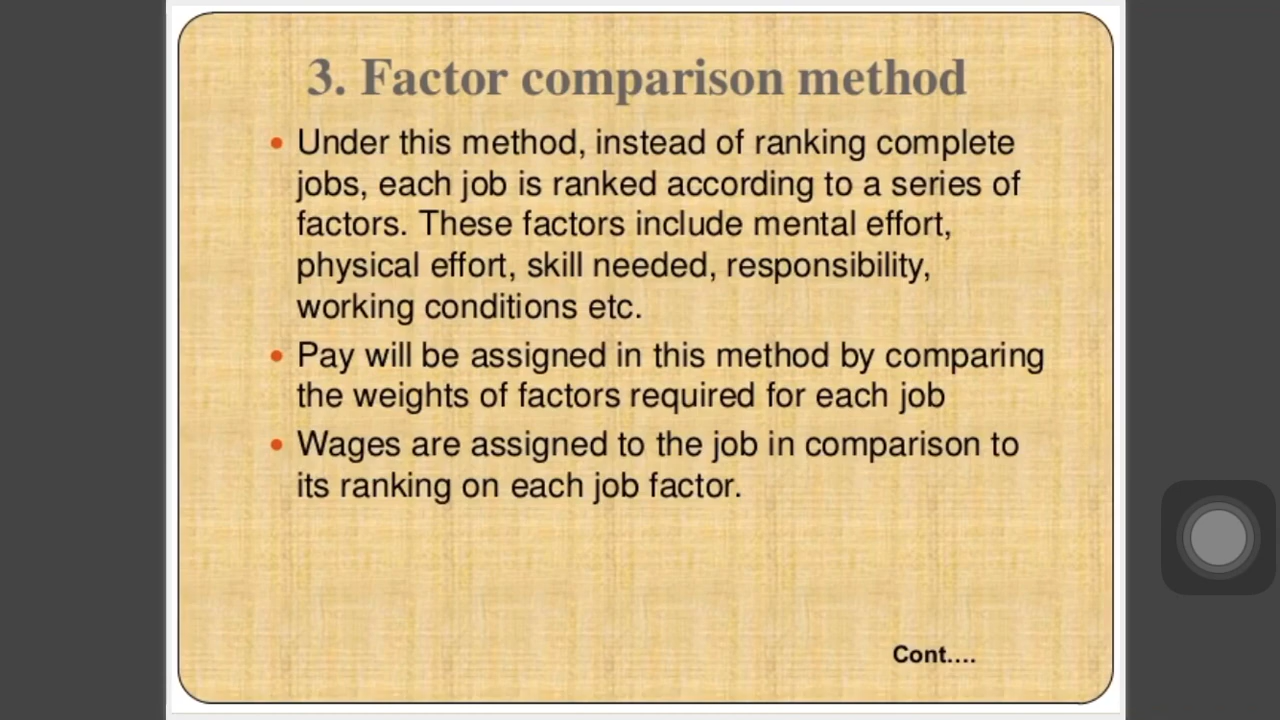 3. Factor comparison method
• Under this method, instead of ranking complete
jobs, each job is ranked according to a series of
factors. These factors include mental effort,
physical effort, skill needed, responsibility,
working conditions etc.
• Pay will be assigned in this method by comparing
the weights of factors required for each job
• Wages are assigned to the job in comparison to
its ranking on each job factor.
Cont....